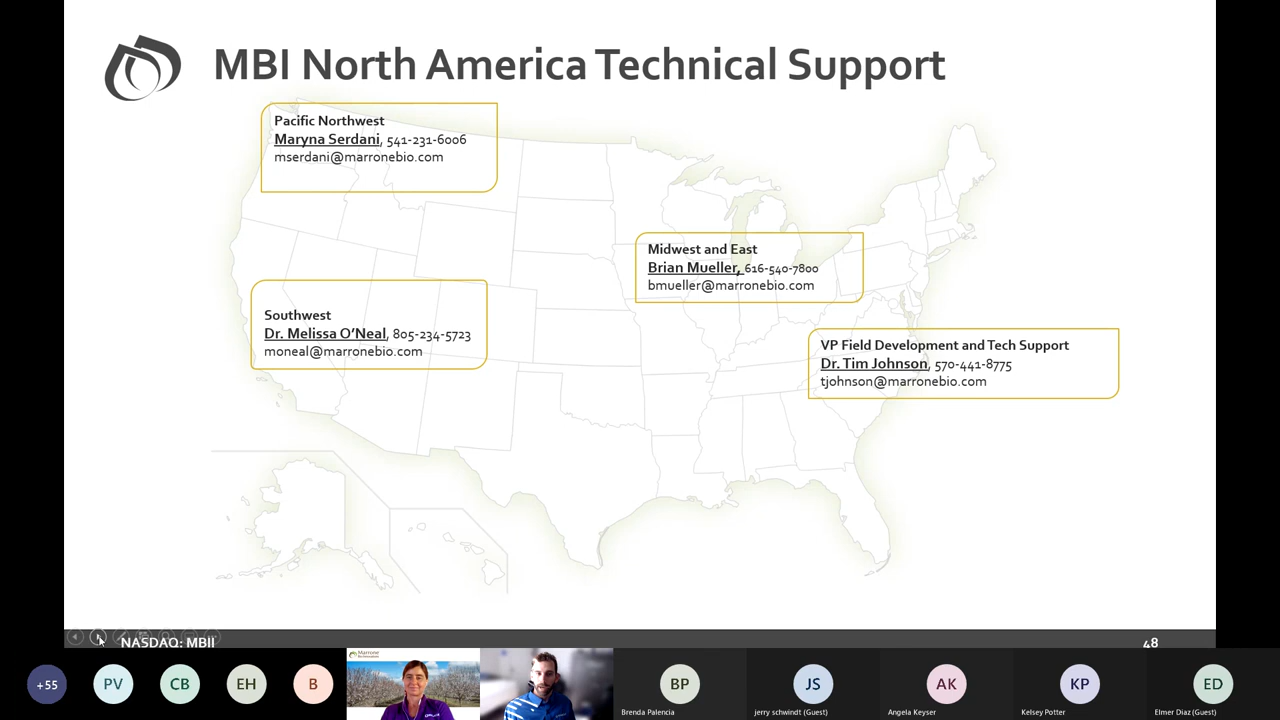 MBI North America Technical Support
Pacific Northwest
Maryna Serdani, 541-231-6006
mserdani@marronebio.com
Midwest and East
Brian Mueller, 616-540-7800
bmueller@marronebio.com
Southwest
Dr. Melissa O’Neal, 805-234-5723
moneal@marronebio.com
VP Field Development and Tech Support
Dr. Tim Johnson, 570-441-8775
tjohnson@marronebio.com
NASDAQ: MBII
48
+55
PV
CB
EH
B
Marrone
BP
JS
AK
KP
ED
Brenda Palencia
jerry schwindt (Guest)
Angela Keyser
Kelsey Potter
Elmer Diaz (Guest)